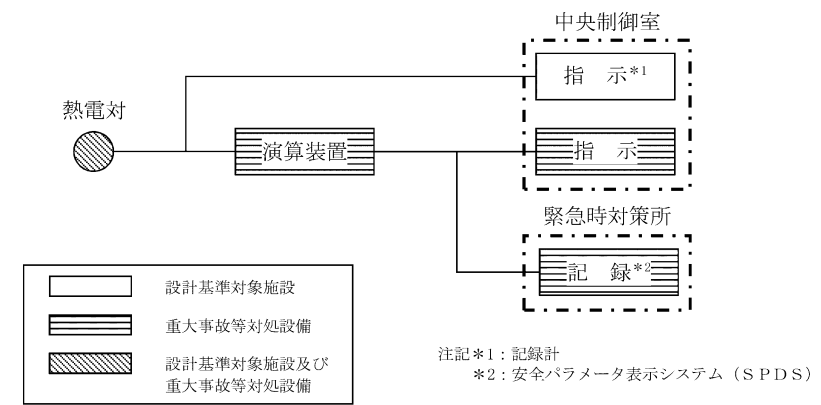 中央制御室
指　示*1
熱電対
演算装置
指　示
緊急時対策所
記　録*2
設計基準対象施設
重大事故等対処設備
設計基準対象施設及び
重大事故等対処設備
注記*1：記録計
*2：安全パラメータ表示システム（ＳＰＤＳ）